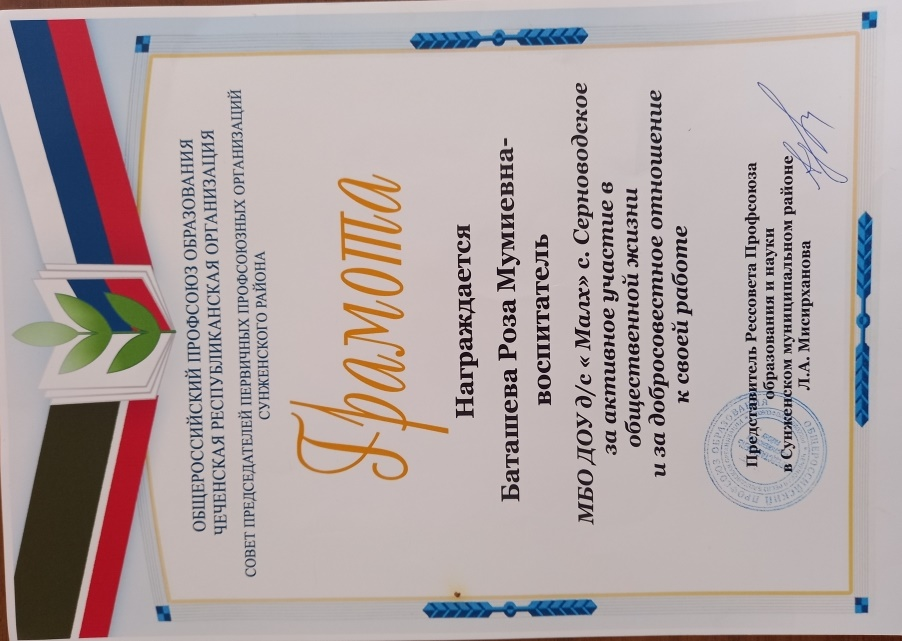 ОБЩЕРОССИЙСКИЙ ПРОФСОЮЗ ОБРАЗОВАНИЯ
ЧЕЧЕНСКАЯ РЕСПУБЛИКАНСКАЯ ОРГАНИЗАЦИЯ
СОВЕТ ПРЕДСЕДАТЕЛЕЙ ПЕРВИЧНЫХ ПРОФСОЮЗНЫХ ОРГАНИЗАЦИЙ
СУНЖЕНСКОГО РАЙОНА
Грамота
Награждается
Баташева Роза Мумиевна-
воспитатель
МБО ДОУ д/с « Малх» с. Серноводское
за активное участие в
общественной жизни
и за добросовестное отношение
к своей работе
Представитель Рессовета Профсоюза
образования и науки
в Сунженском муниципальном районе
Л.А. Мисирханова